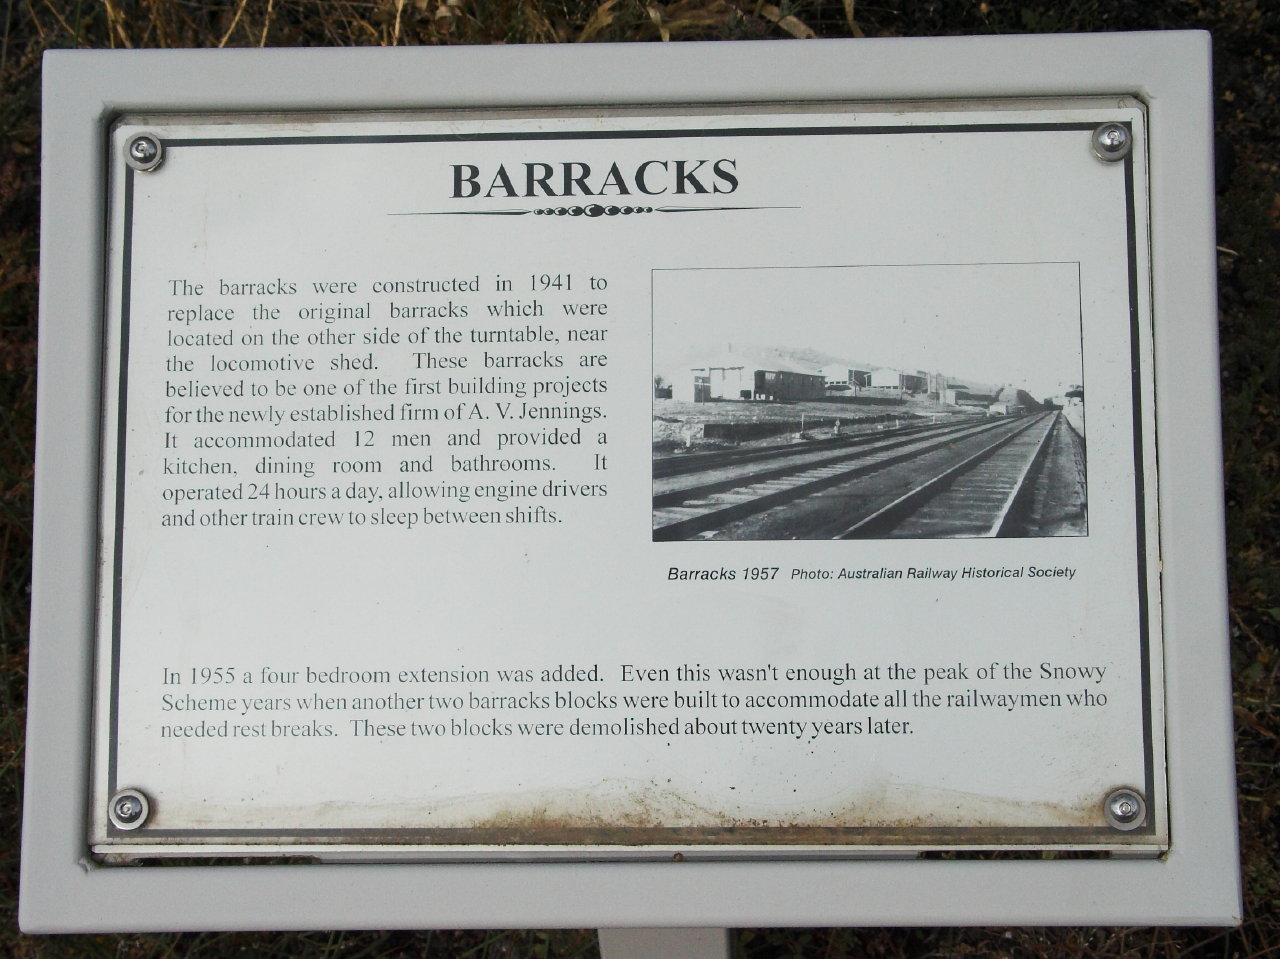 BARRACKS
The barracks were constructed in 1941 to
replace the original barracks which were
located on the other side of the turntable, near
the locomotive shed. These barracks are
believed to be one of the first building projects
for the newly established firm of A. V. Jennings.
It accommodated 12 men and provided a
kitchen, dining room and bathrooms. It
operated 24 hours a day, allowing engine drivers
and other train crew to sleep between shifts.
Barracks 1957 Photo: Australian Railway Historical Society
In 1955 a four bedroom extension was added. Even this wasn't enough at the peak of the Snowy
Scheme years when another two barracks blocks were built to accommodate all the railwaymen who
needed rest breaks. These two blocks were demolished about twenty years later.